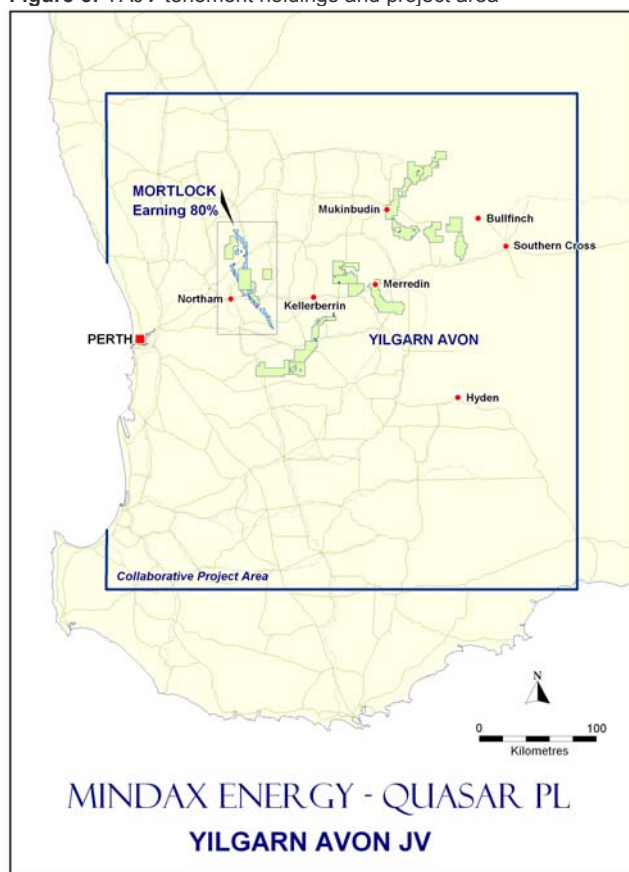 MORTLOCK
Earning 80%
Mukinbudin
Bullfinch
Southern Cross
Northam
Kellerberrin
Merredin
PERTH
YILGARN AVON
Hyden
Collaborative Project Area
N
0 100
Kilometres
MINDAX ENERGY - QUASAR PL
YILGARN AVON JV